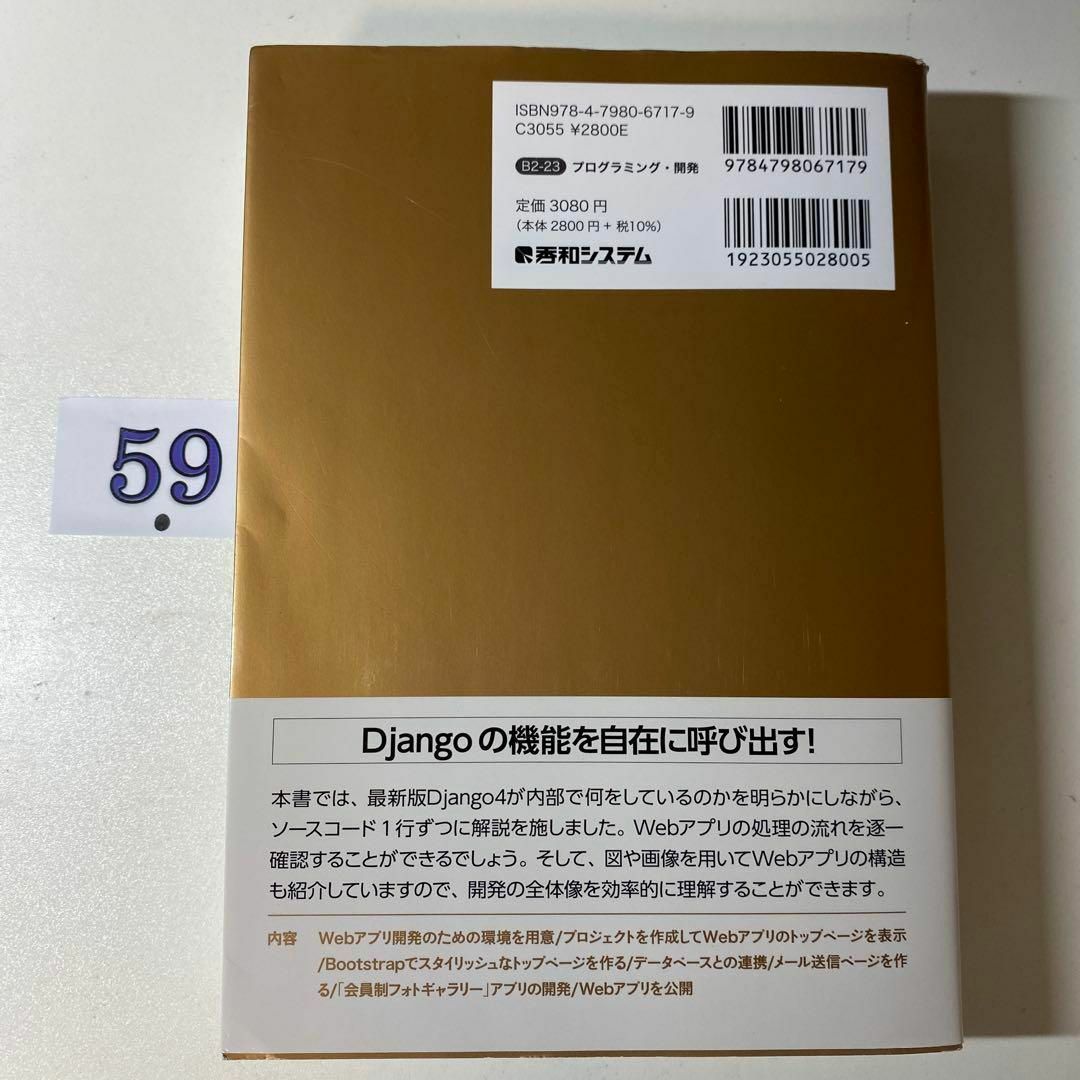 ISBN978-4-7980-6717-9
C3055 ¥2800E
B2-23 プログラミング・開発
定価 3080 円
(本体 2800 円 + 税10%)
秀和システム
9784798067179
1923055028005
59
Djangoの機能を自在に呼び出す!
本書では、最新版Django4が内部で何をしているのかを明らかにしながら、
ソースコード1行ずつに解説を施しました。Webアプリの処理の流れを逐一
確認することができるでしょう。そして、図や画像を用いてWebアプリの構造
も紹介していますので、開発の全体像を効率的に理解することができます。
内容 Webアプリ開発のための環境を用意/プロジェクトを作成してWebアプリのトップページを表示
/Bootstrapでスタイリッシュなトップページを作る/データベースとの連携/メール送信ページを作
る/「会員制フォトギャラリー」アプリの開発/Webアプリを公開